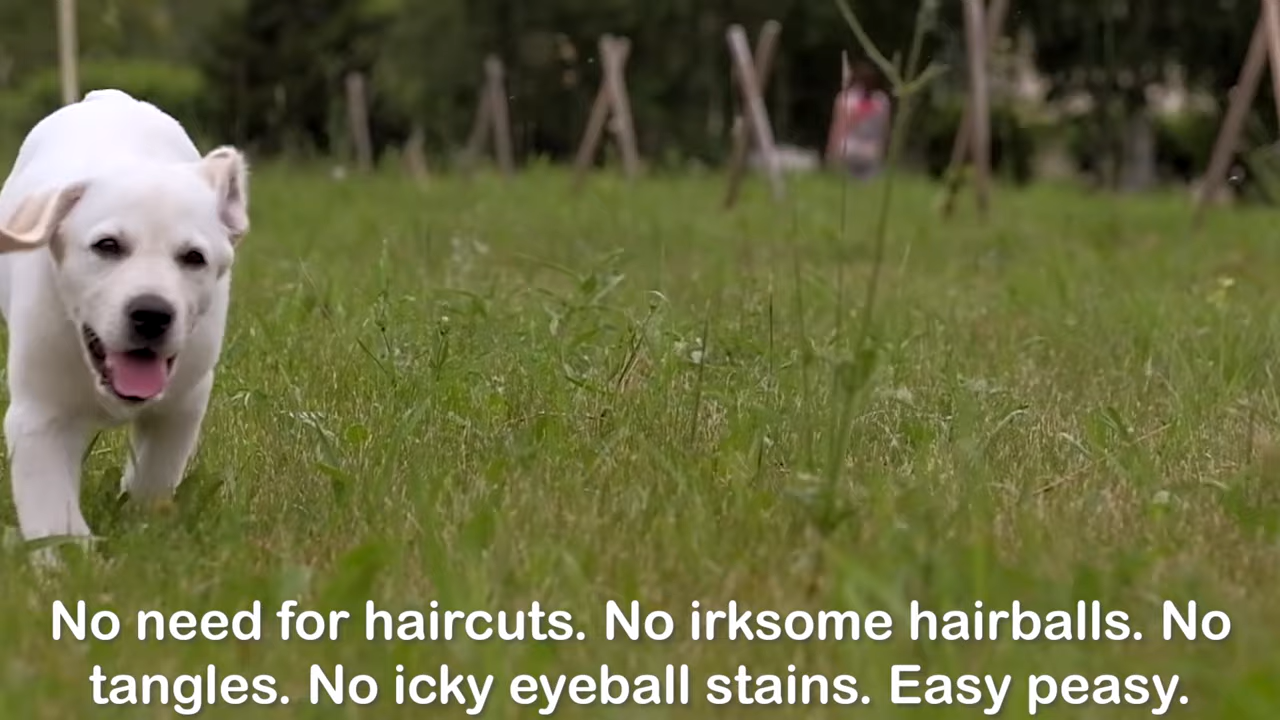 No need for haircuts. No irksome hairballs. No
tangles. No icky eyeball stains. Easy peasy.